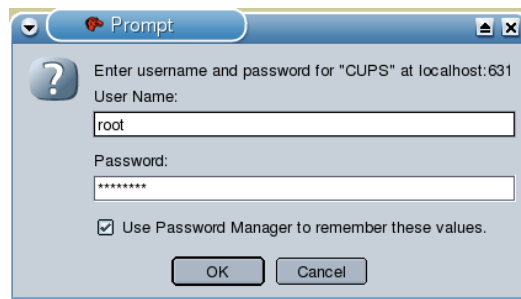 Prompt
Enter username and password for "CUPS" at localhost:631
User Name:
root
Password:
********
Use Password Manager to remember these values.
OK
Cancel